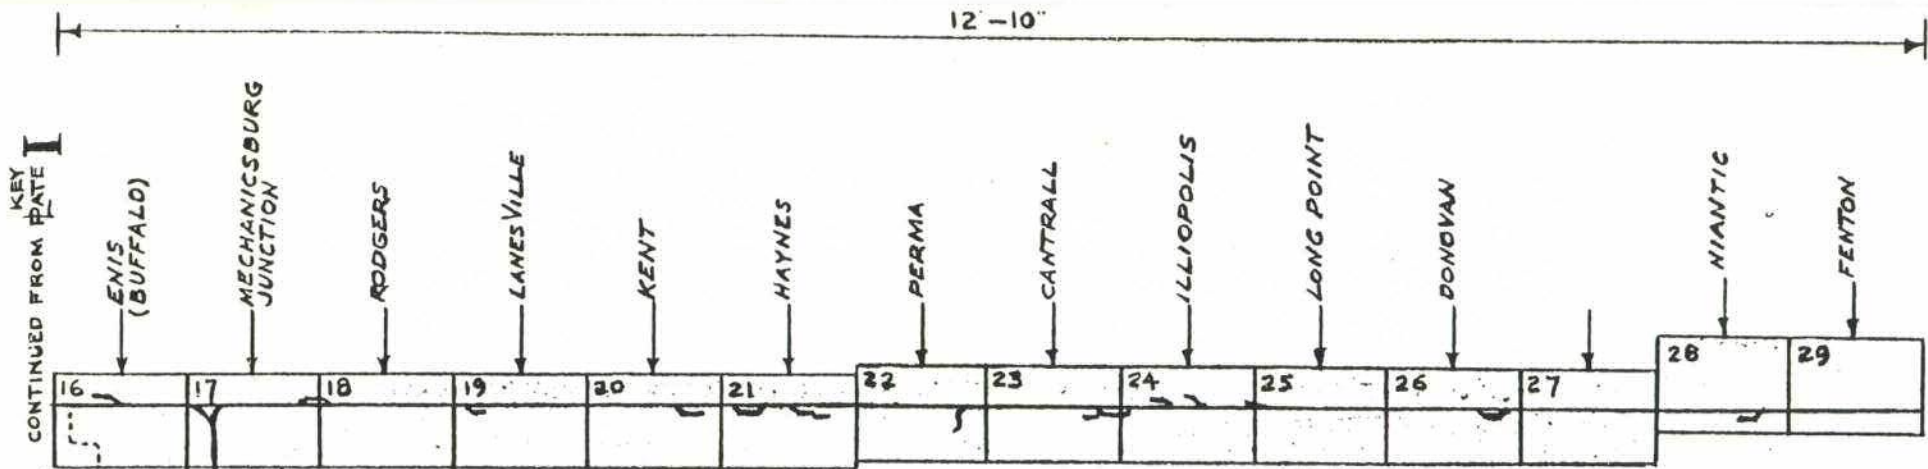 12'-10"
KEY
CONTINUED FROM PLATE I
ENIS
(BUFFALO)
MECHANICSBURG
JUNCTION
RODGERS
LANESVILLE
KENT
HAYNES
PERMA
CANTRALL
ILLIOPOLIS
LONG POINT
DONOVAN
NIANTIC
FENTON
16
17
18
19
20
21
22
23
24
25
26
27
28
29